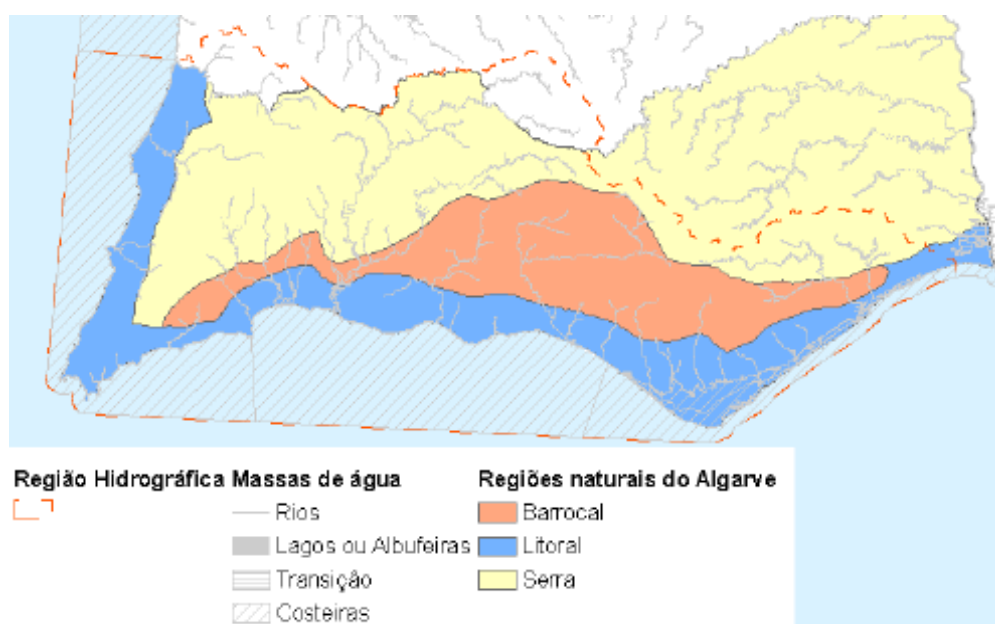 Região Hidrográfica Massas de água Regiões naturais do Algarve
Rios Barrocal
Lagos ou Albufeiras Litoral
Transição Serra
Costeiras